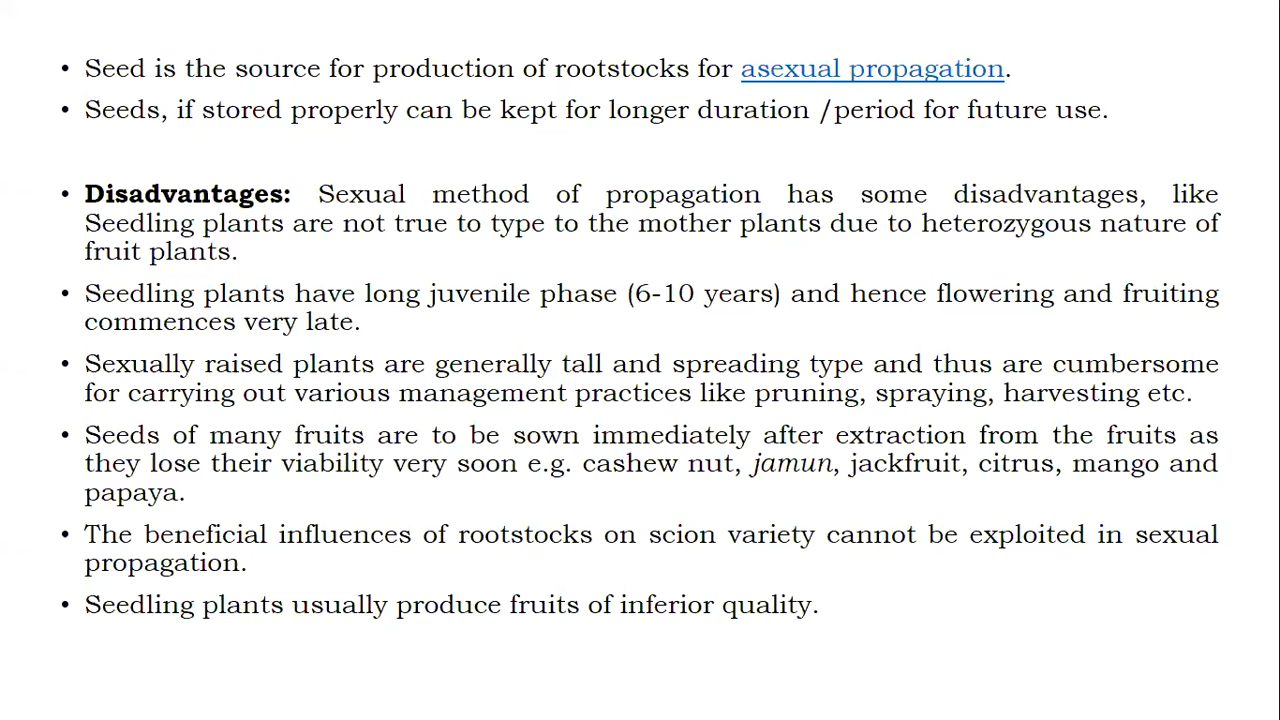 • Seed is the source for production of rootstocks for asexual propagation.
• Seeds, if stored properly can be kept for longer duration /period for future use.
• Disadvantages: Sexual method of propagation has some disadvantages, like
Seedling plants are not true to type to the mother plants due to heterozygous nature of
fruit plants.
• Seedling plants have long juvenile phase (6-10 years) and hence flowering and fruiting
commences very late.
• Sexually raised plants are generally tall and spreading type and thus are cumbersome
for carrying out various management practices like pruning, spraying, harvesting etc.
• Seeds of many fruits are to be sown immediately after extraction from the fruits as
they lose their viability very soon e.g. cashew nut, jamun, jackfruit, citrus, mango and
papaya.
• The beneficial influences of rootstocks on scion variety cannot be exploited in sexual
propagation.
• Seedling plants usually produce fruits of inferior quality.